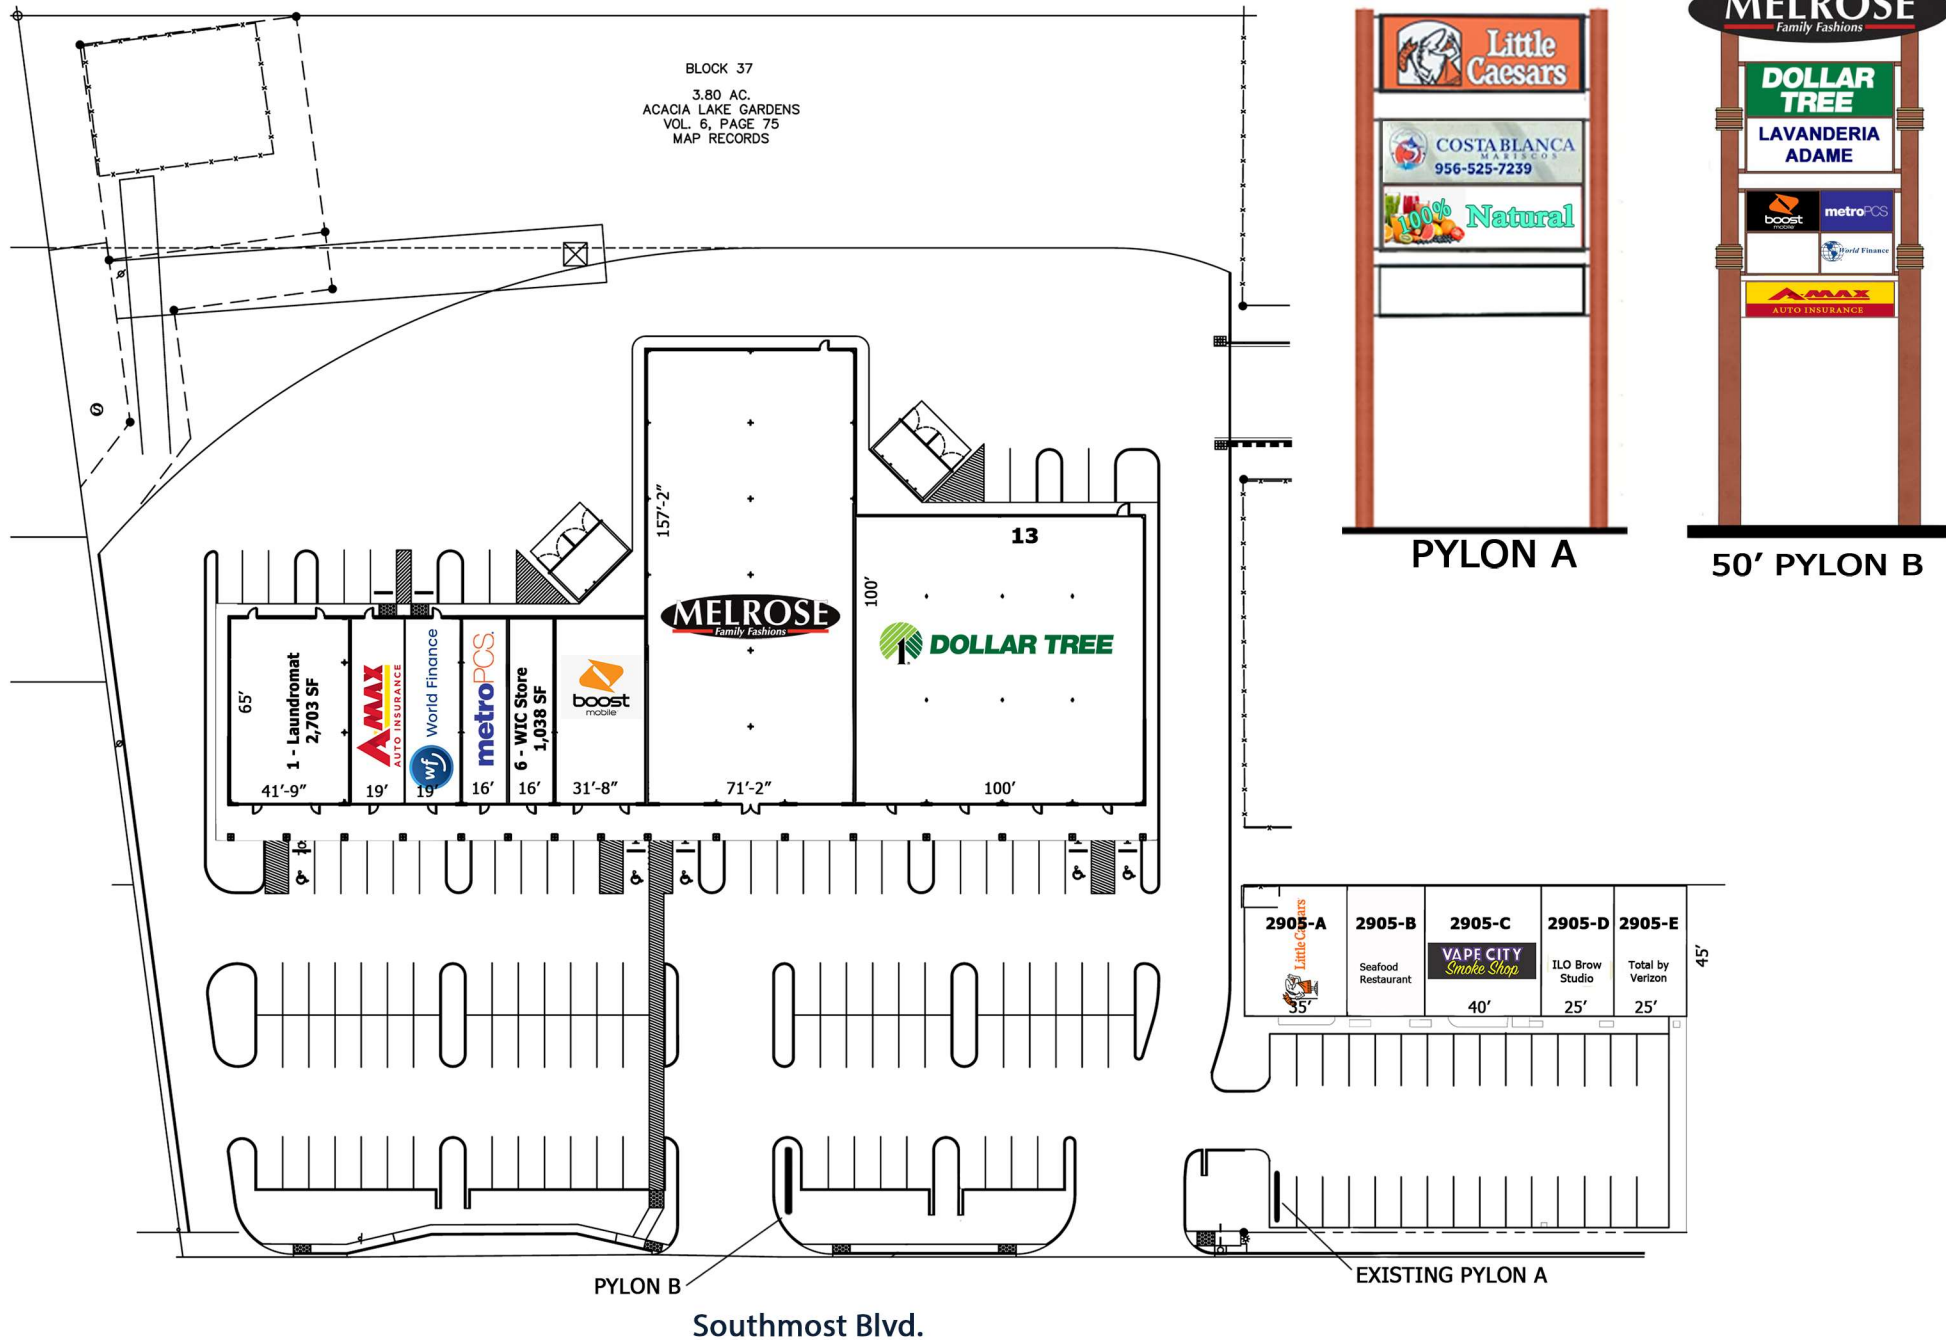 BLOCK 37
3.80 AC.
ACACIA LAKE GARDENS
VOL. 6, PAGE 75
MAP RECORDS
Little
Caesars
COSTABLANCA
MARISCOS
956-525-7239
100% Natural
PYLON A
MELROSE
Family Fashions
DOLLAR
TREE
LAVANDERIA
ADAME
boost
mobile
metroPCS
World Finance
A-MAX
AUTO INSURANCE
50' PYLON B
S
157'-2"
MELROSE
Family Fashions
13
100'
1
DOLLAR TREE
100'
71'-2"
65'
1 - Laundromat
2,703 SF
41'-9"
A-MAX
AUTO INSURANCE
19'
World Finance
wf
19'
metroPCS.
16'
6 - WIC Store
1,038 SF
16'
boost
mobile
31'-8"
2905-A
Little Caesars
35'
2905-B
Seafood
Restaurant
2905-C
VAPE CITY
Smoke Shop
40'
2905-D
ILO Brow
Studio
25'
2905-E
Total by
Verizon
25'
45'
PYLON B
EXISTING PYLON A
Southmost Blvd.